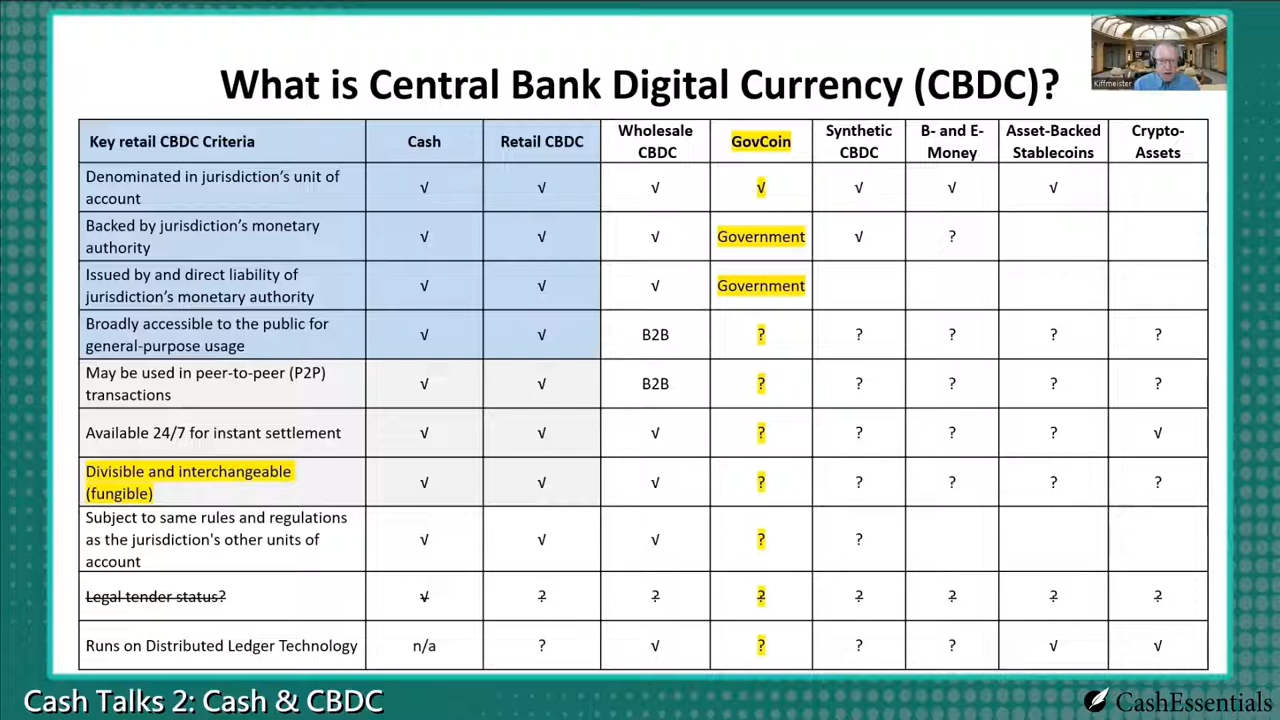 Kiffmeister
What is Central Bank Digital Currency (CBDC)?
Key retail CBDC Criteria Cash Retail CBDC Wholesale CBDC GovCoin Synthetic CBDC B- and E-Money Asset-Backed Stablecoins Crypto-Assets
Denominated in jurisdiction's unit of account √ √ √ √ √ √ √
Backed by jurisdiction's monetary authority √ √ √ Government √ ?
Issued by and direct liability of jurisdiction's monetary authority √ √ √ Government
Broadly accessible to the public for general-purpose usage √ √ B2B ? ? ? ? ?
May be used in peer-to-peer (P2P) transactions √ √ B2B ? ? ? ? ?
Available 24/7 for instant settlement √ √ √ ? ? ? ? √
Divisible and interchangeable (fungible) √ √ √ ? ? ? ? ?
Subject to same rules and regulations as the jurisdiction's other units of account √ √ √ ? ?
Legal tender status? √ ? ? ? ? ? ? ?
Runs on Distributed Ledger Technology n/a ? √ ? ? ? √ √
Cash Talks 2: Cash & CBDC
CashEssentials